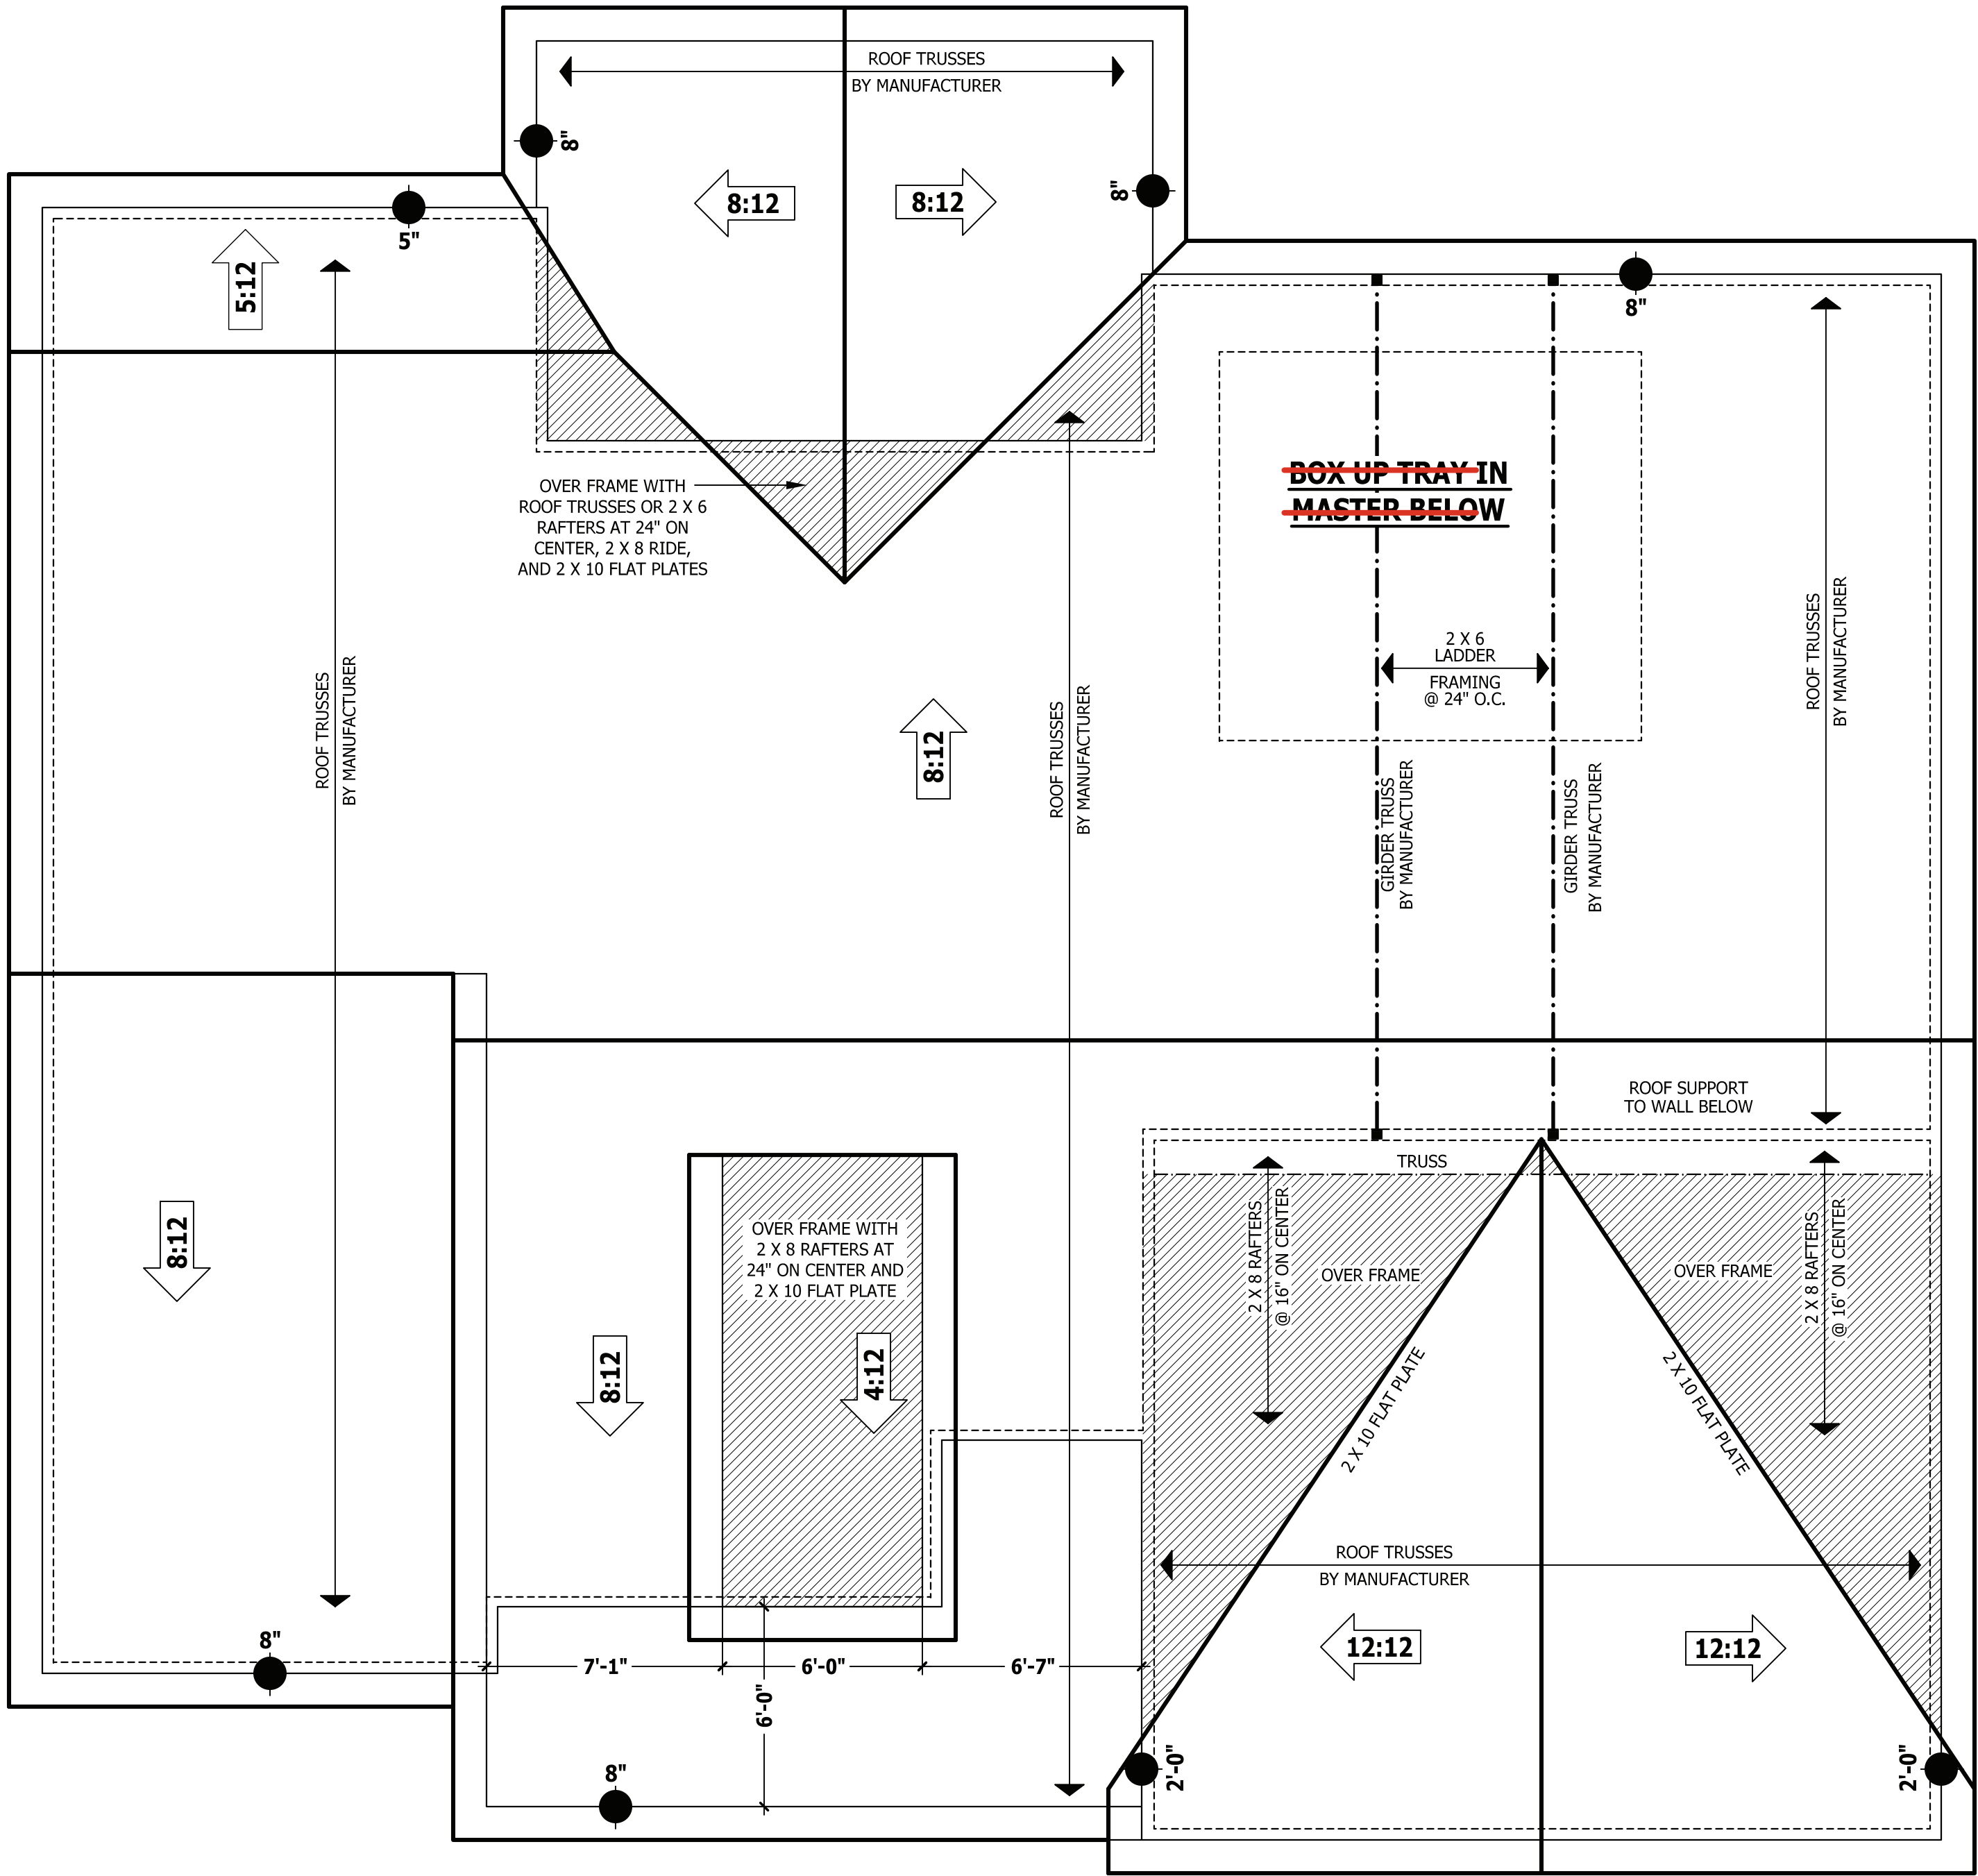 ROOF TRUSSES
BY MANUFACTURER
8"
8"
8:12
8:12
5"
5:12
8"
BOX UP TRAY IN
MASTER BELOW
OVER FRAME WITH
ROOF TRUSSES OR 2 X 6
RAFTERS AT 24" ON
CENTER, 2 X 8 RIDE,
AND 2 X 10 FLAT PLATES
ROOF TRUSSES
BY MANUFACTURER
8:12
ROOF TRUSSES
BY MANUFACTURER
2 X 6
LADDER
FRAMING
@ 24" O.C.
ROOF TRUSSES
BY MANUFACTURER
GIRDER TRUSS
BY MANUFACTURER
GIRDER TRUSS
BY MANUFACTURER
ROOF SUPPORT
TO WALL BELOW
TRUSS
8:12
OVER FRAME WITH
2 X 8 RAFTERS AT
24" ON CENTER AND
2 X 10 FLAT PLATE
8:12
4:12
2 X 8 RAFTERS
@ 16" ON CENTER
OVER FRAME
OVER FRAME
2 X 8 RAFTERS
@ 16" ON CENTER
2 X 10 FLAT PLATE
2 X 10 FLAT PLATE
ROOF TRUSSES
BY MANUFACTURER
12:12
12:12
8"
7'-1"
6'-0"
6'-7"
6'-0"
8"
2'-0"
2'-0"